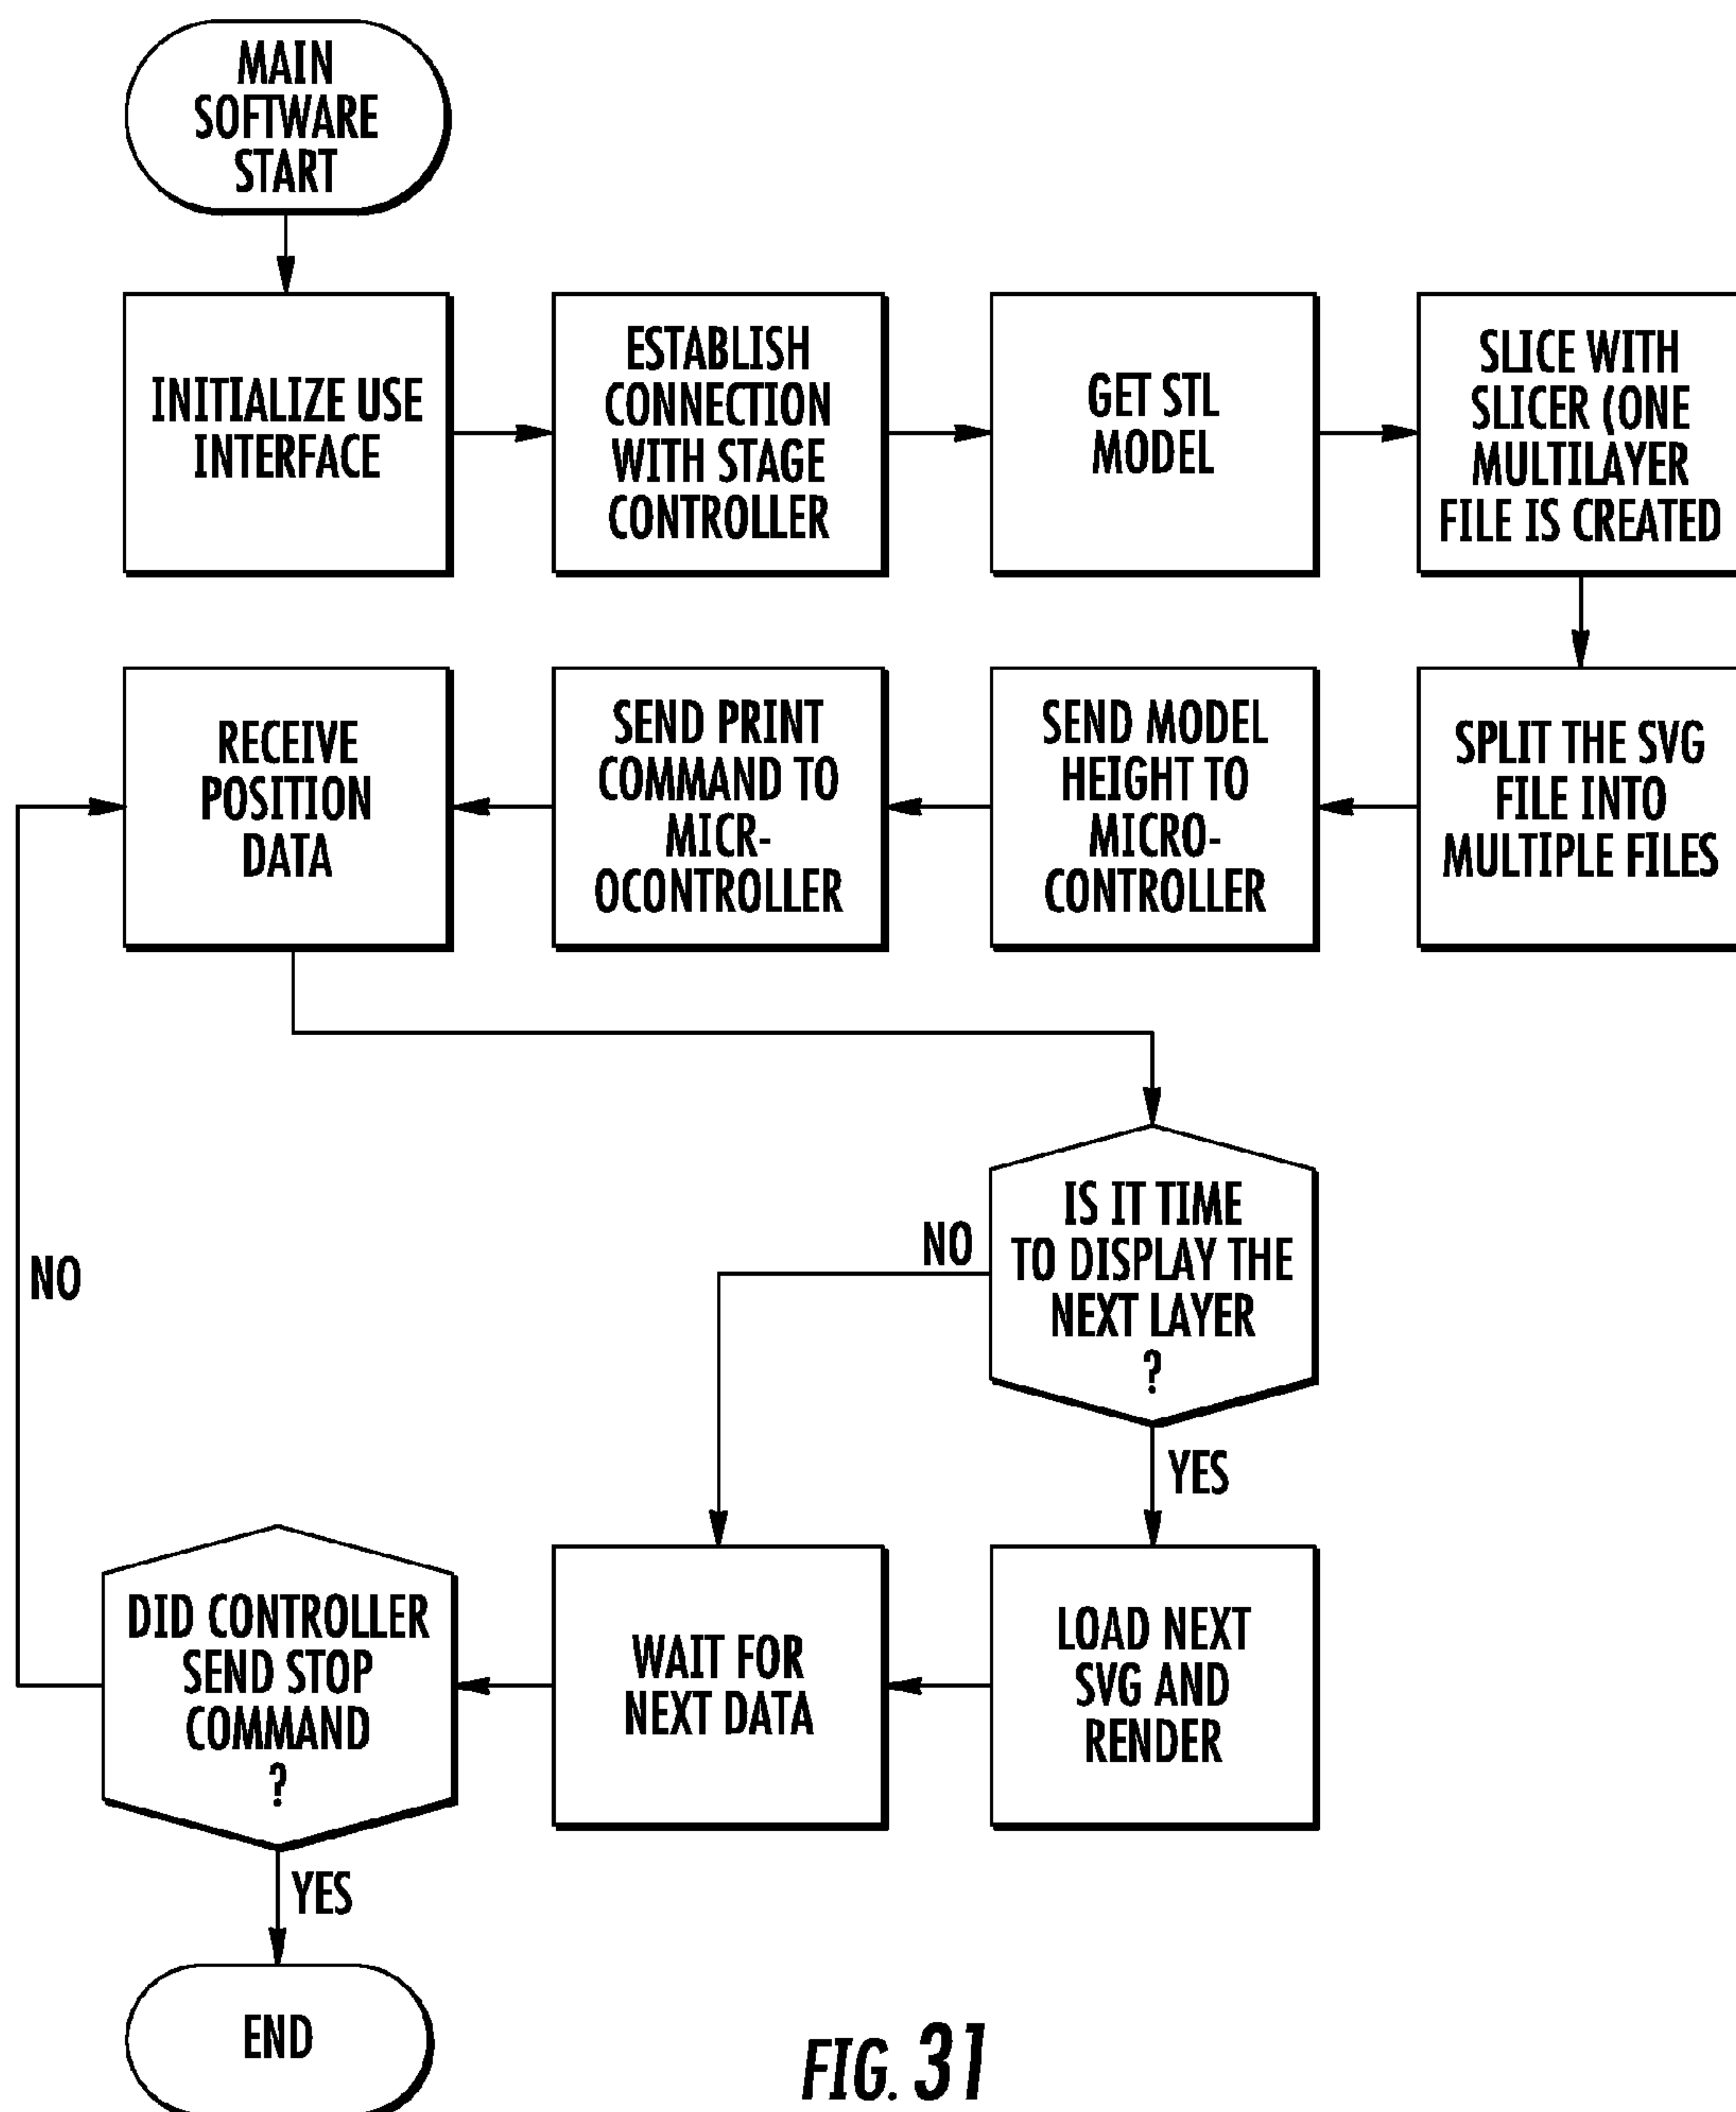 MAIN
SOFTWARE
START
INITIALIZE USE
INTERFACE
ESTABLISH
CONNECTION
WITH STAGE
CONTROLLER
GET STL
MODEL
SLICE WITH
SLICER (ONE
MULTILAYER
FILE IS CREATED
SPLIT THE SVG
FILE INTO
MULTIPLE FILES
SEND MODEL
HEIGHT TO
MICRO-
CONTROLLER
SEND PRINT
COMMAND TO
MICR-
OCONTROLLER
RECEIVE
POSITION
DATA
IS IT TIME
TO DISPLAY THE
NEXT LAYER
?
NO
YES
LOAD NEXT
SVG AND
RENDER
WAIT FOR
NEXT DATA
DID CONTROLLER
SEND STOP
COMMAND
?
NO
YES
END
FIG. 31